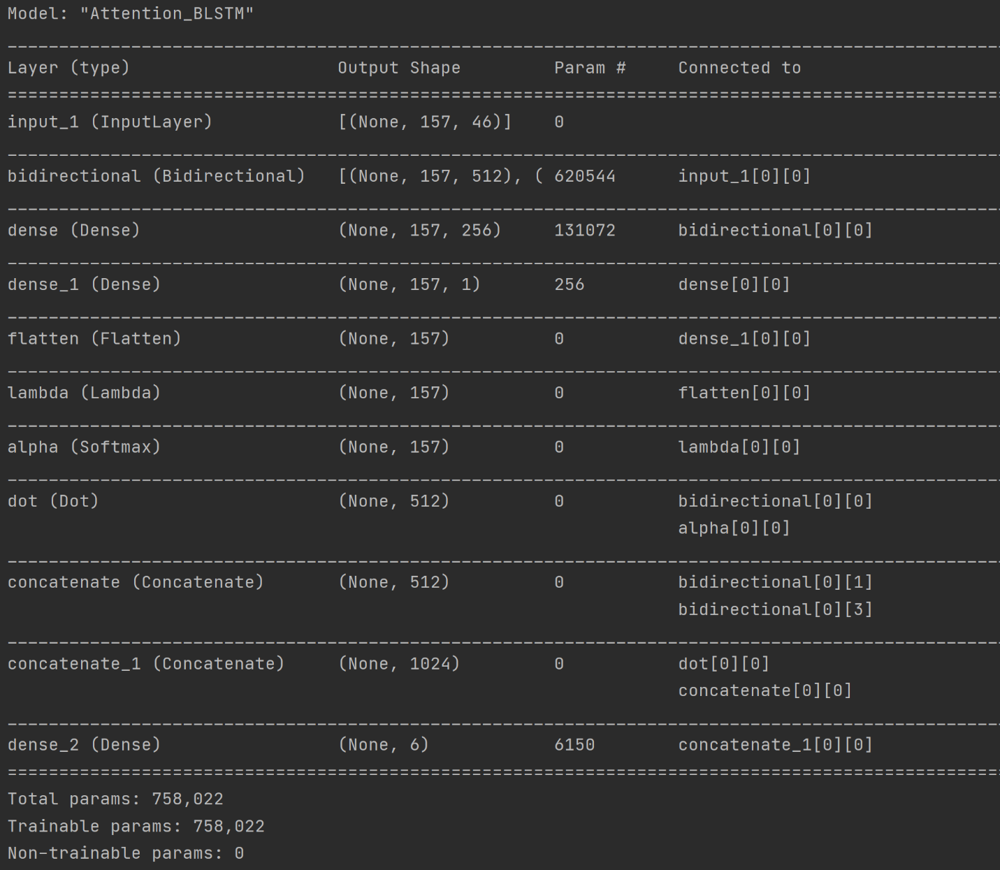 Model: "Attention_BLSTM"
__________________________________________________________________________________________________
Layer (type)                    Output Shape         Param #     Connected to
==================================================================================================
input_1 (InputLayer)            [(None, 157, 46)]    0
__________________________________________________________________________________________________
bidirectional (Bidirectional)   [(None, 157, 512), ( 620544      input_1[0][0]
__________________________________________________________________________________________________
dense (Dense)                   (None, 157, 256)     131072      bidirectional[0][0]
__________________________________________________________________________________________________
dense_1 (Dense)                 (None, 157, 1)       256         dense[0][0]
__________________________________________________________________________________________________
flatten (Flatten)               (None, 157)          0           dense_1[0][0]
__________________________________________________________________________________________________
lambda (Lambda)                 (None, 157)          0           flatten[0][0]
__________________________________________________________________________________________________
alpha (Softmax)                 (None, 157)          0           lambda[0][0]
__________________________________________________________________________________________________
dot (Dot)                       (None, 512)          0           bidirectional[0][0]
                                                                 alpha[0][0]
__________________________________________________________________________________________________
concatenate (Concatenate)       (None, 512)          0           bidirectional[0][1]
                                                                 bidirectional[0][3]
__________________________________________________________________________________________________
concatenate_1 (Concatenate)     (None, 1024)         0           dot[0][0]
                                                                 concatenate[0][0]
__________________________________________________________________________________________________
dense_2 (Dense)                 (None, 6)            6150        concatenate_1[0][0]
==================================================================================================
Total params: 758,022
Trainable params: 758,022
Non-trainable params: 0